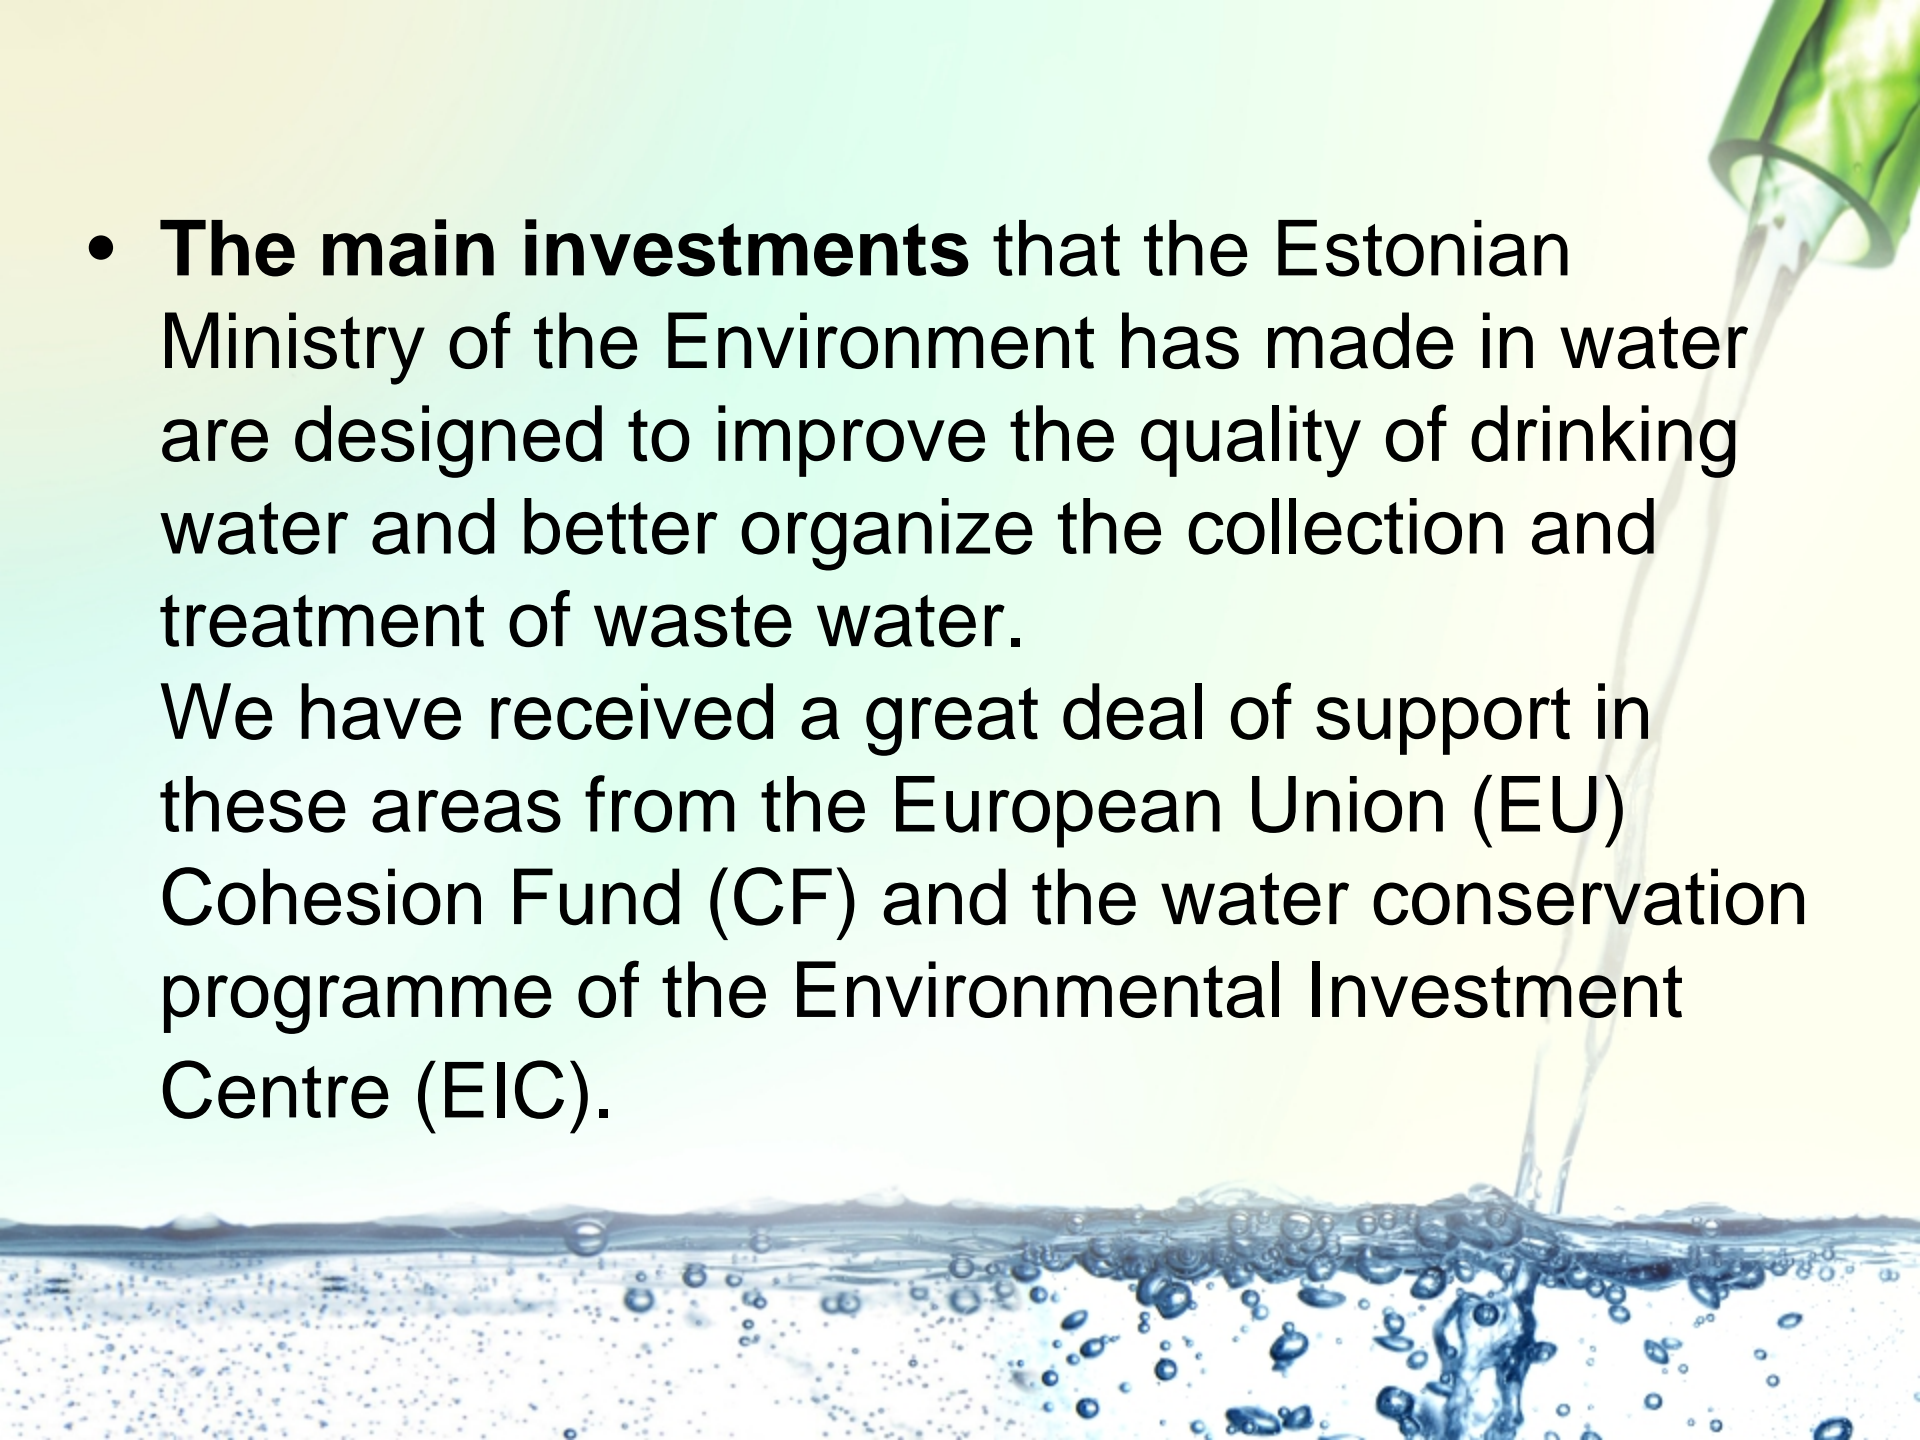 • The main investments that the Estonian
Ministry of the Environment has made in water
are designed to improve the quality of drinking
water and better organize the collection and
treatment of waste water.
We have received a great deal of support in
these areas from the European Union (EU)
Cohesion Fund (CF) and the water conservation
programme of the Environmental Investment
Centre (EIC).